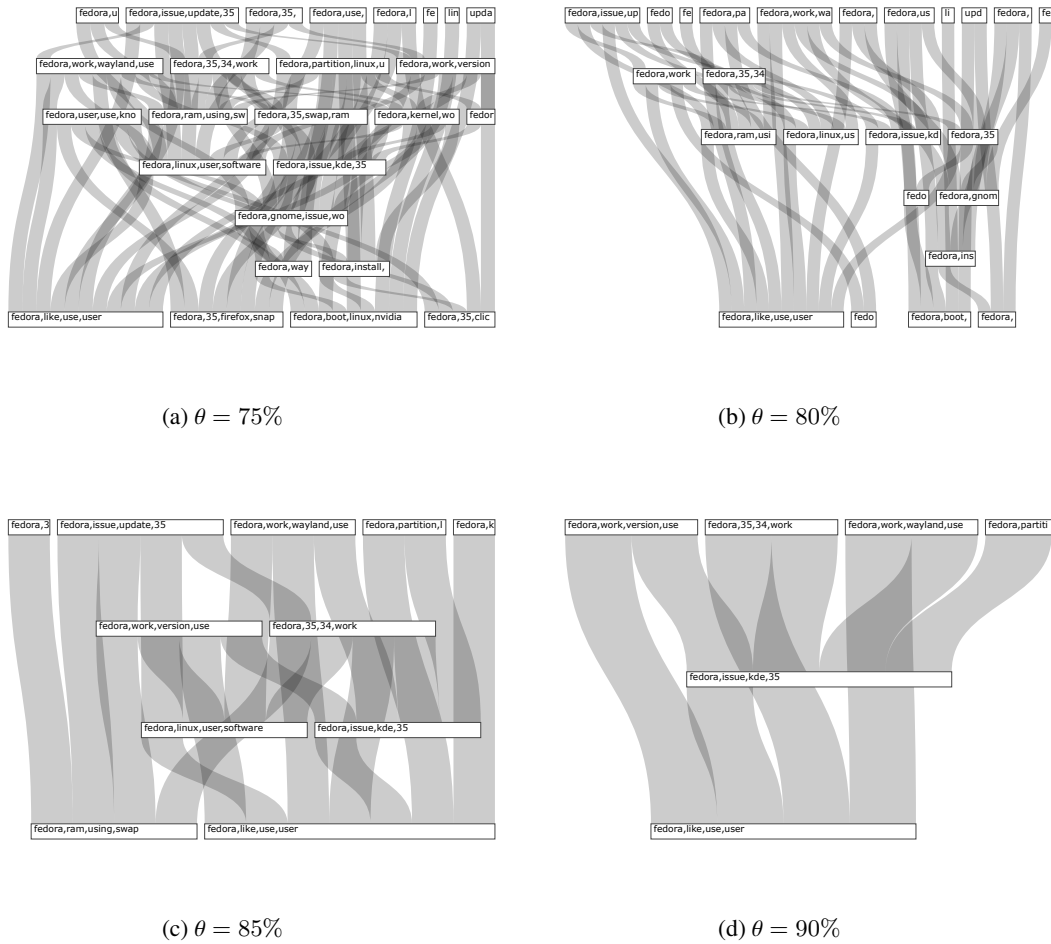 fedora,u fedora,issue,update,35 fedora,35, fedora,use, fedora,l fe lin upda
fedora,work,wayland,use fedora,35,34,work fedora,partition,linux,u fedora,work,version
fedora,user,use,kno fedora,ram,using,sw fedora,35,swap,ram fedora,kernel,wo fedor
fedora,linux,user,software fedora,issue,kde,35
fedora,gnome,issue,wo
fedora,way fedora,install,
fedora,like,use,user fedora,35,firefox,snap fedora,boot,linux,nvidia fedora,35,clic
(a) θ = 75%
fedora,issue,up fedo fe fedora,pa fedora,work,wa fedora, fedora,us li upd fedora, fe
fedora,work fedora,35,34
fedora,ram,usi fedora,linux,us fedora,issue,kd fedora,35
fedo fedora,gnom
fedora,ins
fedora,like,use,user fedo fedora,boot, fedora,
(b) θ = 80%
fedora,3 fedora,issue,update,35 fedora,work,wayland,use fedora,partition,l fedora,k
fedora,work,version,use fedora,35,34,work
fedora,linux,user,software fedora,issue,kde,35
fedora,ram,using,swap fedora,like,use,user
(c) θ = 85%
fedora,work,version,use fedora,35,34,work fedora,work,wayland,use fedora,partiti
fedora,issue,kde,35
fedora,like,use,user
(d) θ = 90%